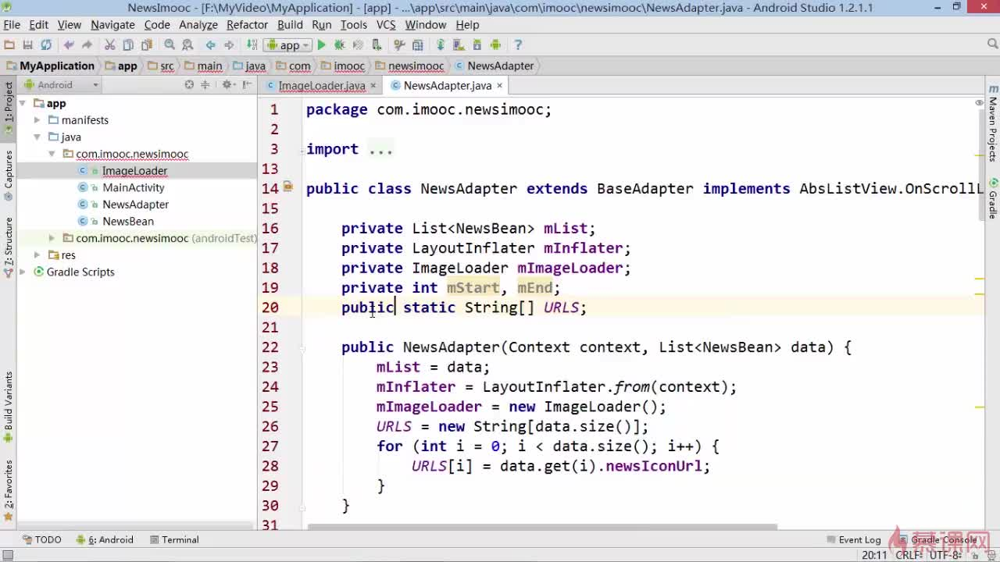 NewsImooc - [F:\MyVideo\MyApplication] - [app] - ...\app\src\main\java\com\imooc\newsimooc\NewsAdapter.java - Android Studio 1.2.1.1
File Edit View Navigate Code Analyze Refactor Build Run Tools VCS Window Help
app
MyApplication app src main java com imooc newsimooc NewsAdapter
Android
ImageLoader.java
NewsAdapter.java
1: Project
Captures
Z: Structure
Build Variants
2: Favorites
app
manifests
java
com.imooc.newsimooc
ImageLoader
MainActivity
NewsAdapter
NewsBean
com.imooc.newsimooc (androidTest)
res
Gradle Scripts
1 package com.imooc.newsimooc;
2
3 import ...
13
14 public class NewsAdapter extends BaseAdapter implements AbsListView.OnScrollL
15
16 private List<NewsBean> mList;
17 private LayoutInflater mInflater;
18 private ImageLoader mImageLoader;
19 private int mStart, mEnd;
20 public static String[] URLS;
21
22 public NewsAdapter(Context context, List<NewsBean> data) {
23 mList = data;
24 mInflater = LayoutInflater.from(context);
25 mImageLoader = new ImageLoader();
26 URLS = new String[data.size()];
27 for (int i = 0; i < data.size(); i++) {
28 URLS[i] = data.get(i).newsIconUrl;
29 }
30 }
31
Maven Projects
Gradle
TODO 6: Android Terminal Event Log Gradle Console
慕课网
20:11 CRLF÷ UTF-8÷